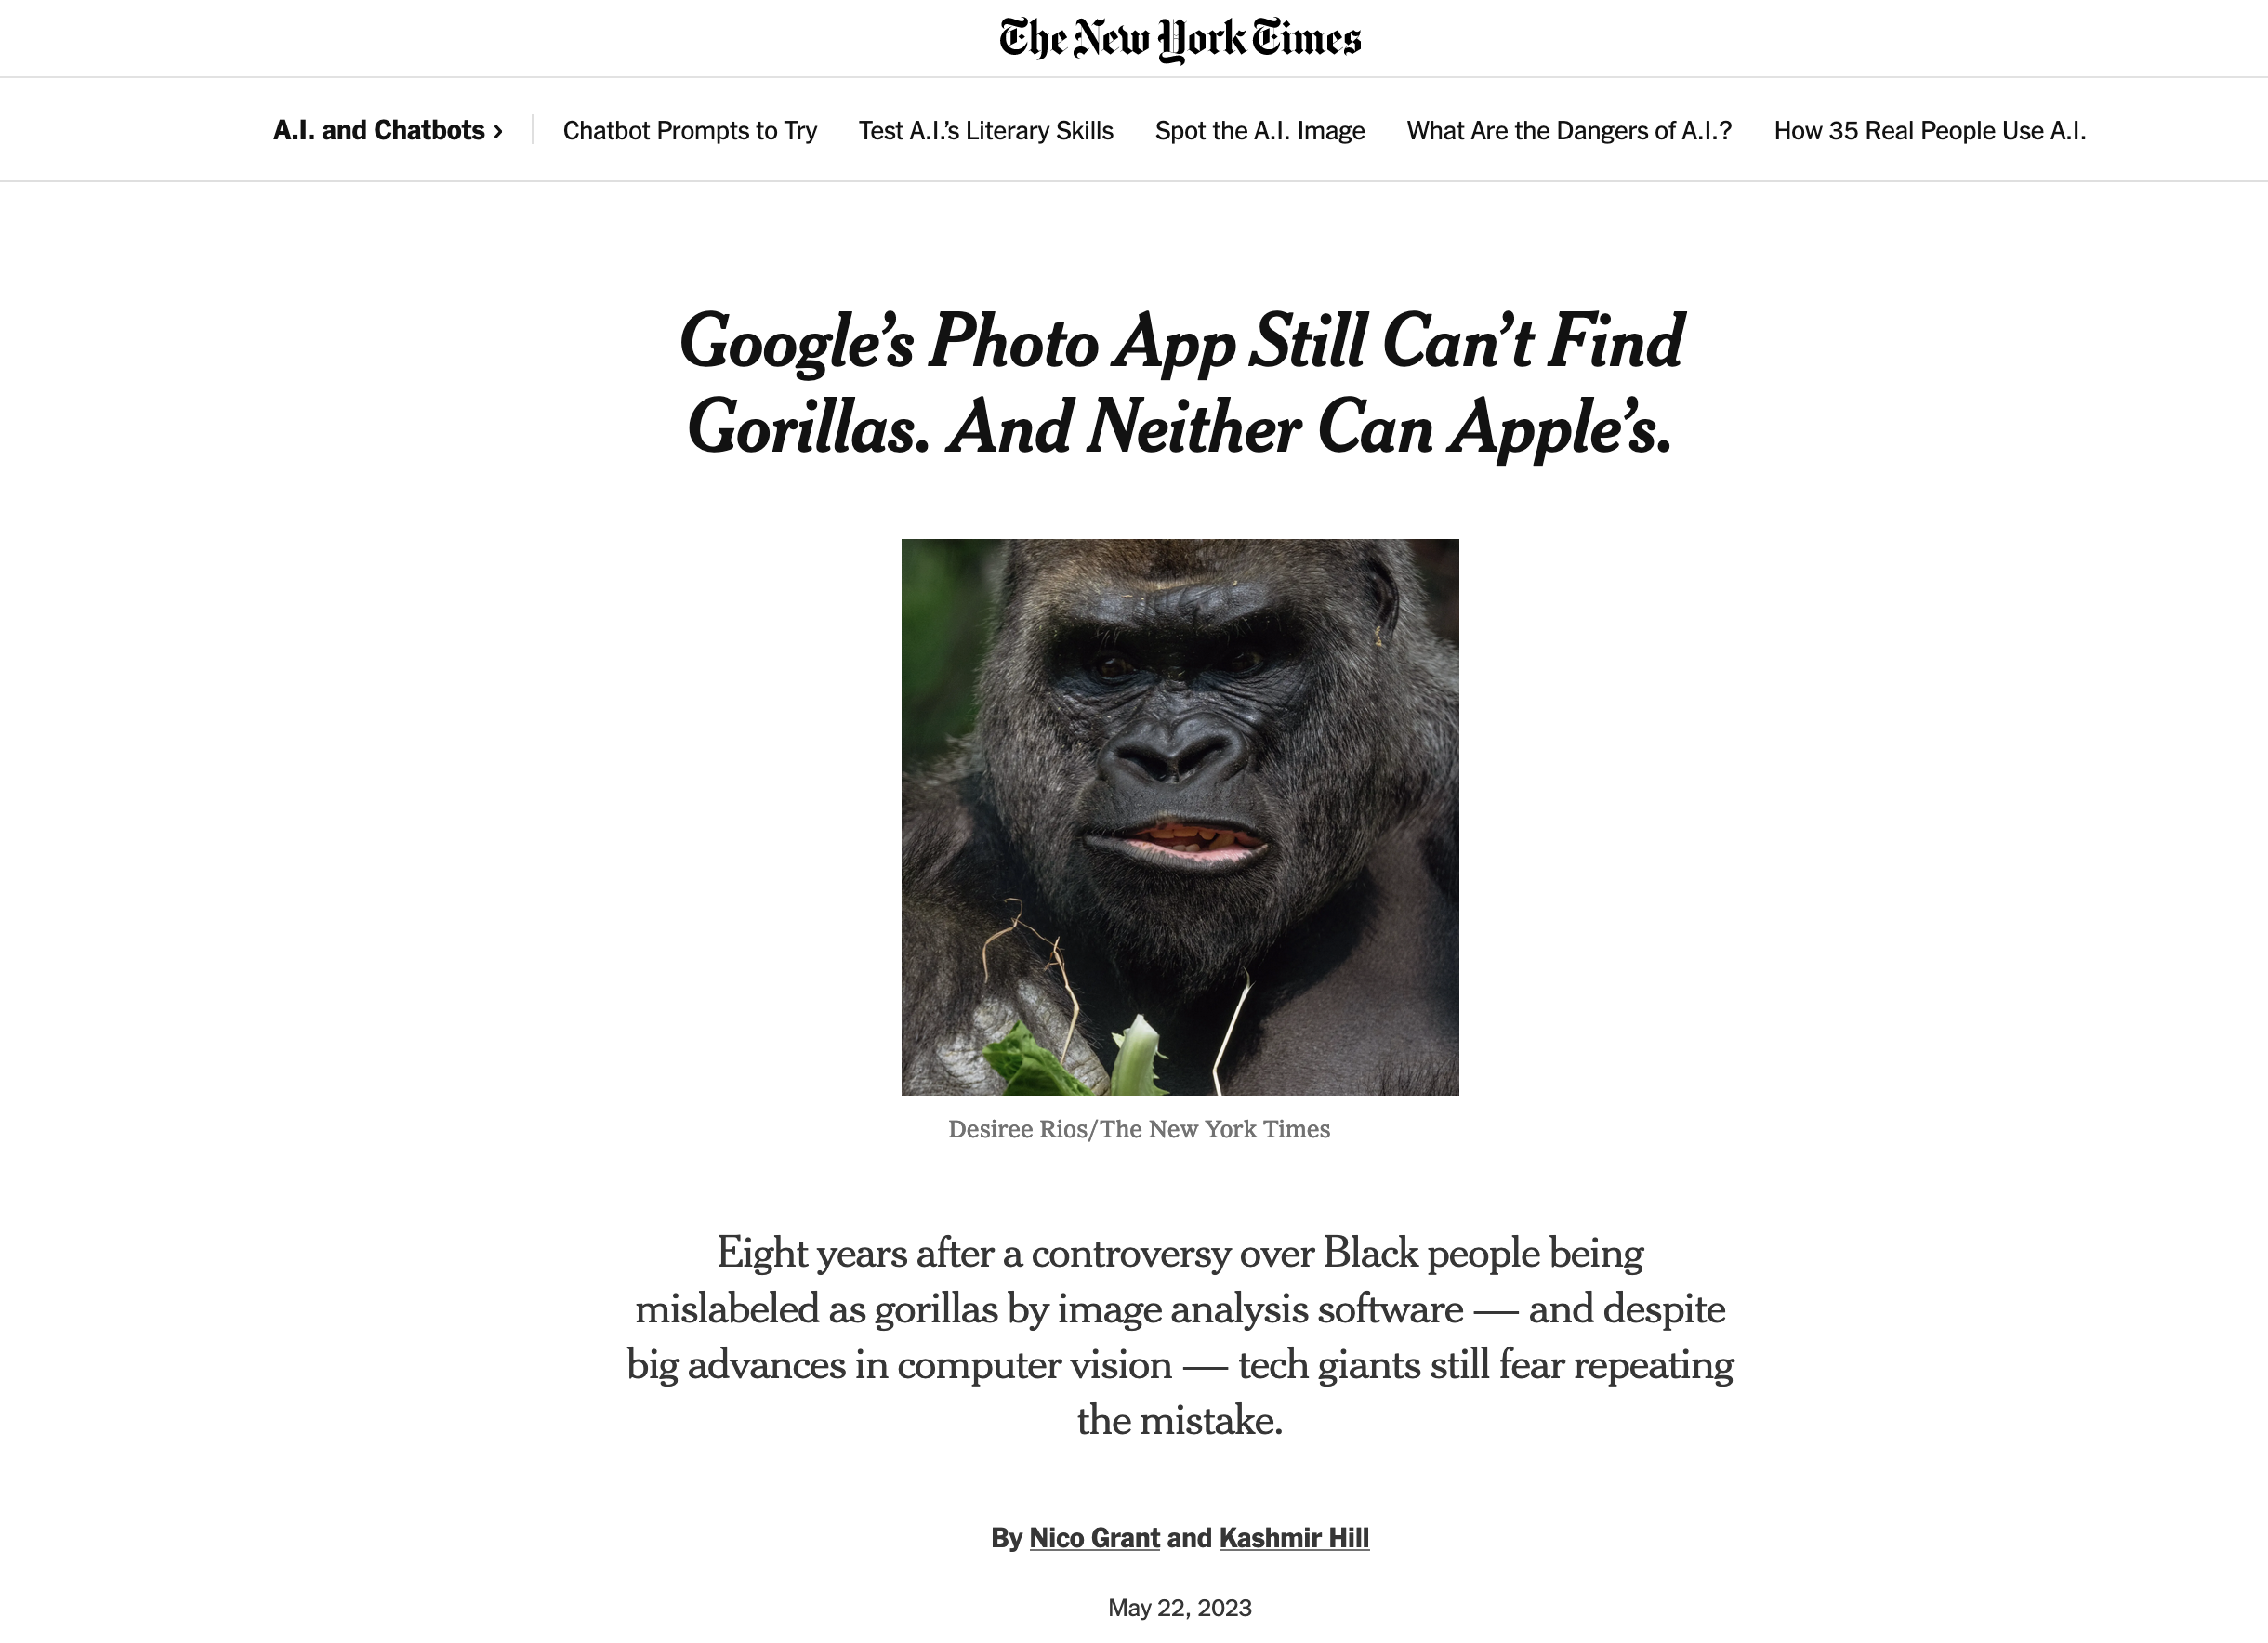 The New York Times
A.I. and Chatbots › Chatbot Prompts to Try Test A.I.’s Literary Skills Spot the A.I. Image What Are the Dangers of A.I.? How 35 Real People Use A.I.
Google’s Photo App Still Can’t Find
Gorillas. And Neither Can Apple’s.
Desiree Rios/The New York Times
Eight years after a controversy over Black people being
mislabeled as gorillas by image analysis software — and despite
big advances in computer vision — tech giants still fear repeating
the mistake.
By Nico Grant and Kashmir Hill
May 22, 2023